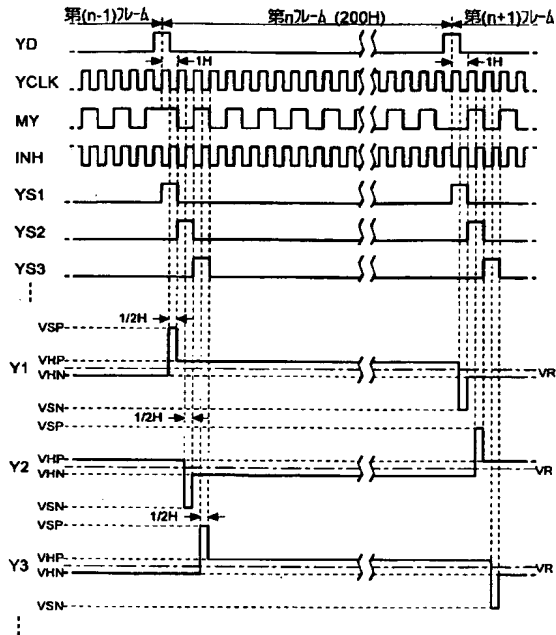 第(n-1)フレーム 第nフレーム (200H) 第(n+1)フレーム
YD
1H 1H
YCLK
MY
INH
YS1
YS2
YS3
1/2H
VSP
VHP
Y1
VHN
VR
VSN
1/2H
VSP
VHP
Y2
VHN
VR
VSN
1/2H
VSP
VHP
Y3
VHN
VR
VSN